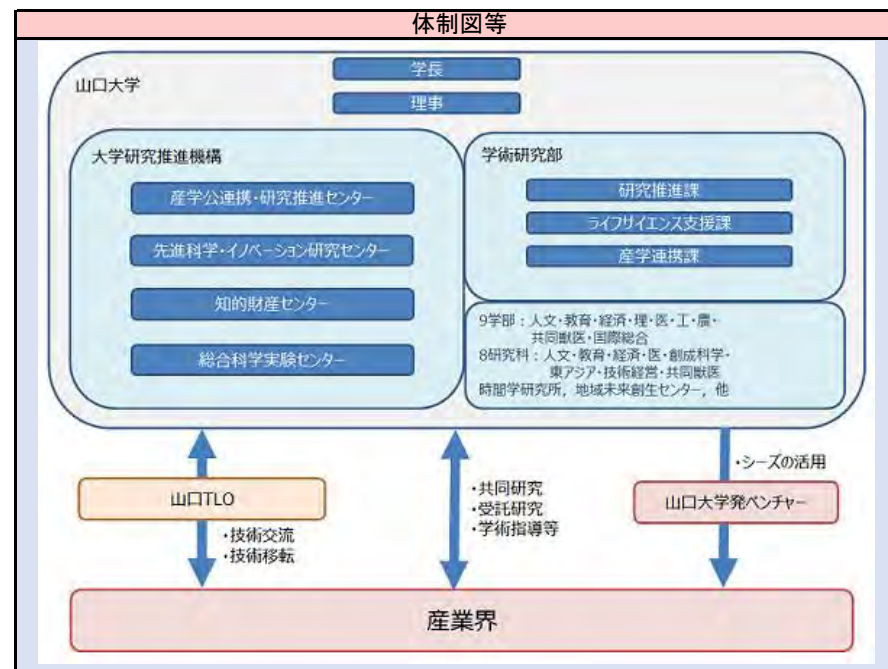 体制図等
山口大学
学長
理事
大学研究推進機構
産学公連携・研究推進センター
先進科学・イノベーション研究センター
知的財産センター
総合科学実験センター
学術研究部
研究推進課
ライフサイエンス支援課
産学連携課
9学部：人文・教育・経済・理・医・工・農・
共同獣医・国際総合
8研究科：人文・教育・経済・医・創成科学・
東アジア・技術経営・共同獣医
時間学研究所，地域未来創生センター，他
山口TLO
・技術交流
・技術移転
・共同研究
・受託研究
・学術指導等
・シーズの活用
山口大学発ベンチャー
産業界